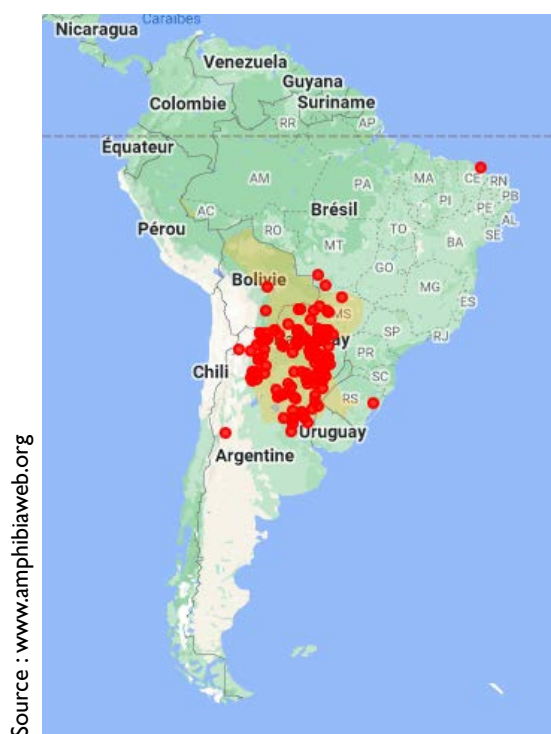 Caraïbes
Nicaragua
Venezuela
Guyana
Colombie
Suriname
RR
AP
Équateur
AM
PA
MA
CE
RN
PB
PI
PE
AC
Brésil
AL
TO
SE
Pérou
RO
MT
BA
GO
Bolivie
MG
MS
ES
SP
RJ
PR
Chili
SC
RS
Uruguay
Argentine
Source : www.amphibiaweb.org